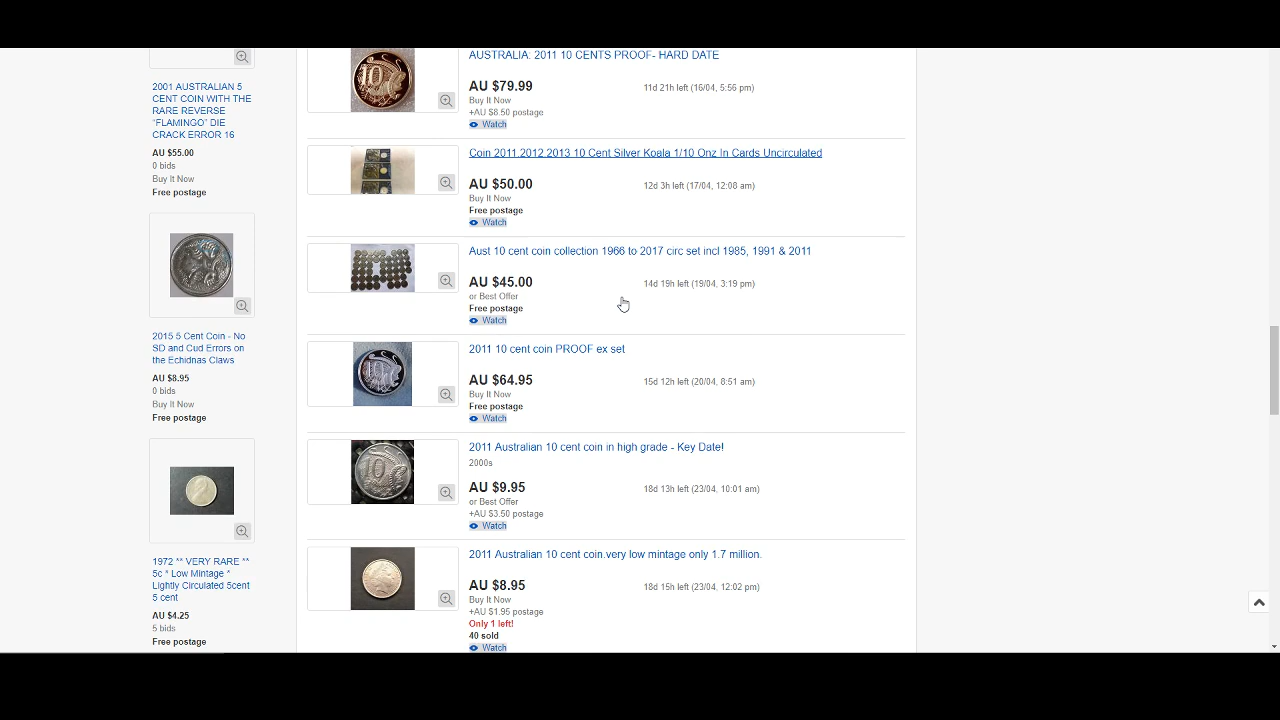 2001 AUSTRALIAN 5
CENT COIN WITH THE
RARE REVERSE
"FLAMINGO" DIE
CRACK ERROR 16
AU $55.00
0 bids
Buy It Now
Free postage
2015 5 Cent Coin - No
SD and Cud Errors on
the Echidnas Claws
AU $8.95
0 bids
Buy It Now
Free postage
1972 ** VERY RARE **
5c * Low Mintage *
Lightly Circulated 5cent
5 cent
AU $4.25
5 bids
Free postage
AUSTRALIA: 2011 10 CENTS PROOF- HARD DATE
AU $79.99
11d 21h left (16/04, 5:56 pm)
Buy It Now
+AU $8.50 postage
Watch
Coin 2011.2012.2013 10 Cent Silver Koala 1/10 Onz In Cards Uncirculated
AU $50.00
12d 3h left (17/04, 12:08 am)
Buy It Now
Free postage
Watch
Aust 10 cent coin collection 1966 to 2017 circ set incl 1985, 1991 & 2011
AU $45.00
14d 19h left (19/04, 3:19 pm)
or Best Offer
Free postage
Watch
2011 10 cent coin PROOF ex set
AU $64.95
15d 12h left (20/04, 8:51 am)
Buy It Now
Free postage
Watch
2011 Australian 10 cent coin in high grade - Key Date!
2000s
AU $9.95
18d 13h left (23/04, 10:01 am)
or Best Offer
+AU $3.50 postage
Watch
2011 Australian 10 cent coin.very low mintage only 1.7 million.
AU $8.95
18d 15h left (23/04, 12:02 pm)
Buy It Now
+AU $1.95 postage
Only 1 left!
40 sold
Watch
10
10
10